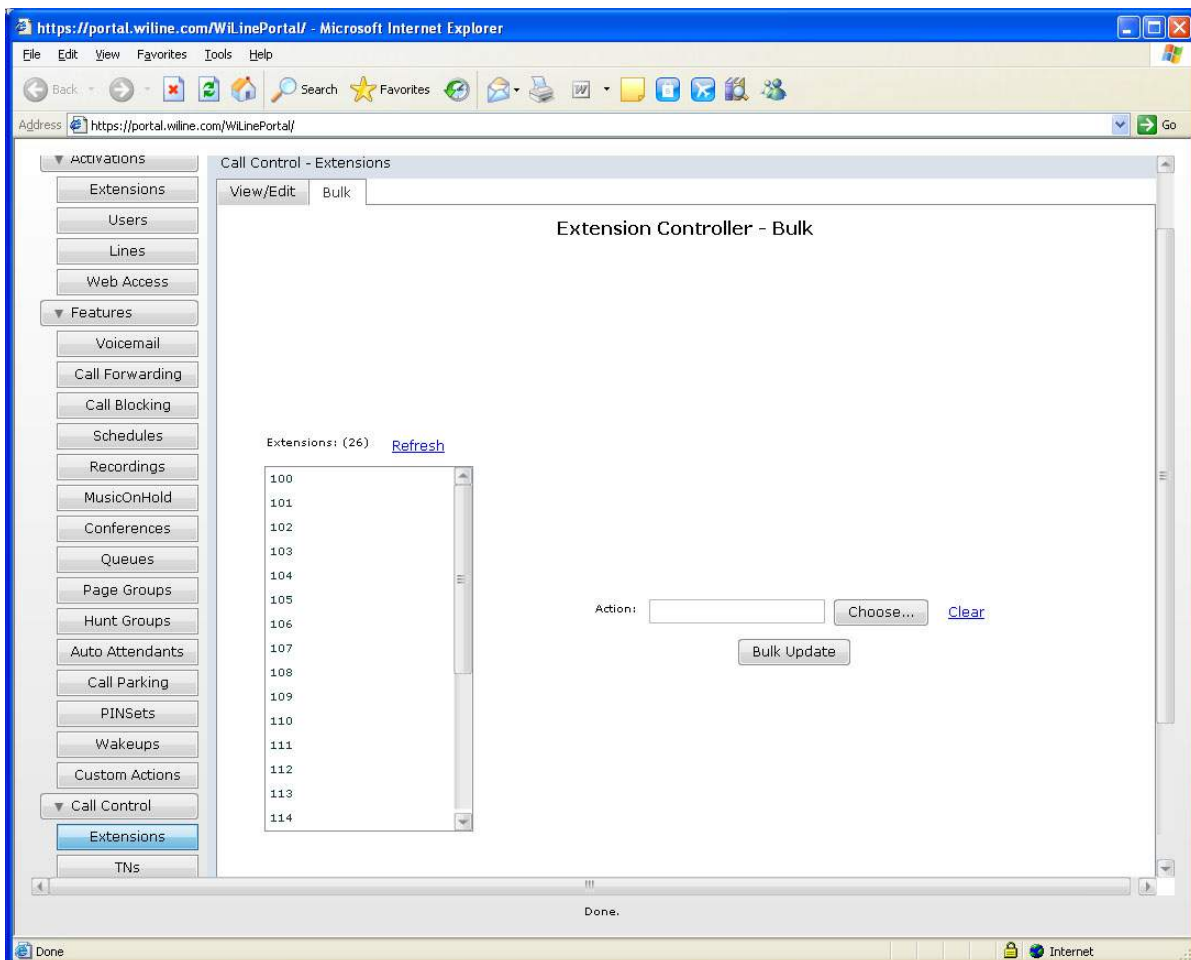 https://portal.wiline.com/WiLinePortal/ - Microsoft Internet Explorer
File Edit View Favorites Tools Help
Back Search Favorites
Address https://portal.wiline.com/WiLinePortal/ Go
Activations
Extensions
Users
Lines
Web Access
Features
Voicemail
Call Forwarding
Call Blocking
Schedules
Recordings
MusicOnHold
Conferences
Queues
Page Groups
Hunt Groups
Auto Attendants
Call Parking
PINSets
Wakeups
Custom Actions
Call Control
Extensions
TNs
Call Control - Extensions
View/Edit Bulk
Extension Controller - Bulk
Extensions: (26) Refresh
100
101
102
103
104
105
106
107
108
109
110
111
112
113
114
Action: Choose... Clear
Bulk Update
Done.
Done Internet